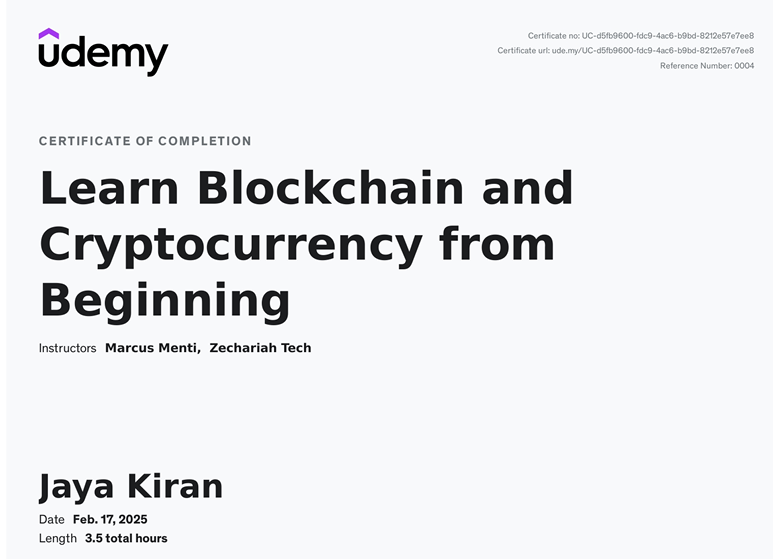 udemy
Certificate no: UC-d5fb9600-fdc9-4ac6-b9bd-8212e57e7ee8
Certificate url: ude.my/UC-d5fb9600-fdc9-4ac6-b9bd-8212e57e7ee8
Reference Number: 0004
CERTIFICATE OF COMPLETION
Learn Blockchain and
Cryptocurrency from
Beginning
Instructors Marcus Menti, Zechariah Tech
Jaya Kiran
Date Feb. 17, 2025
Length 3.5 total hours